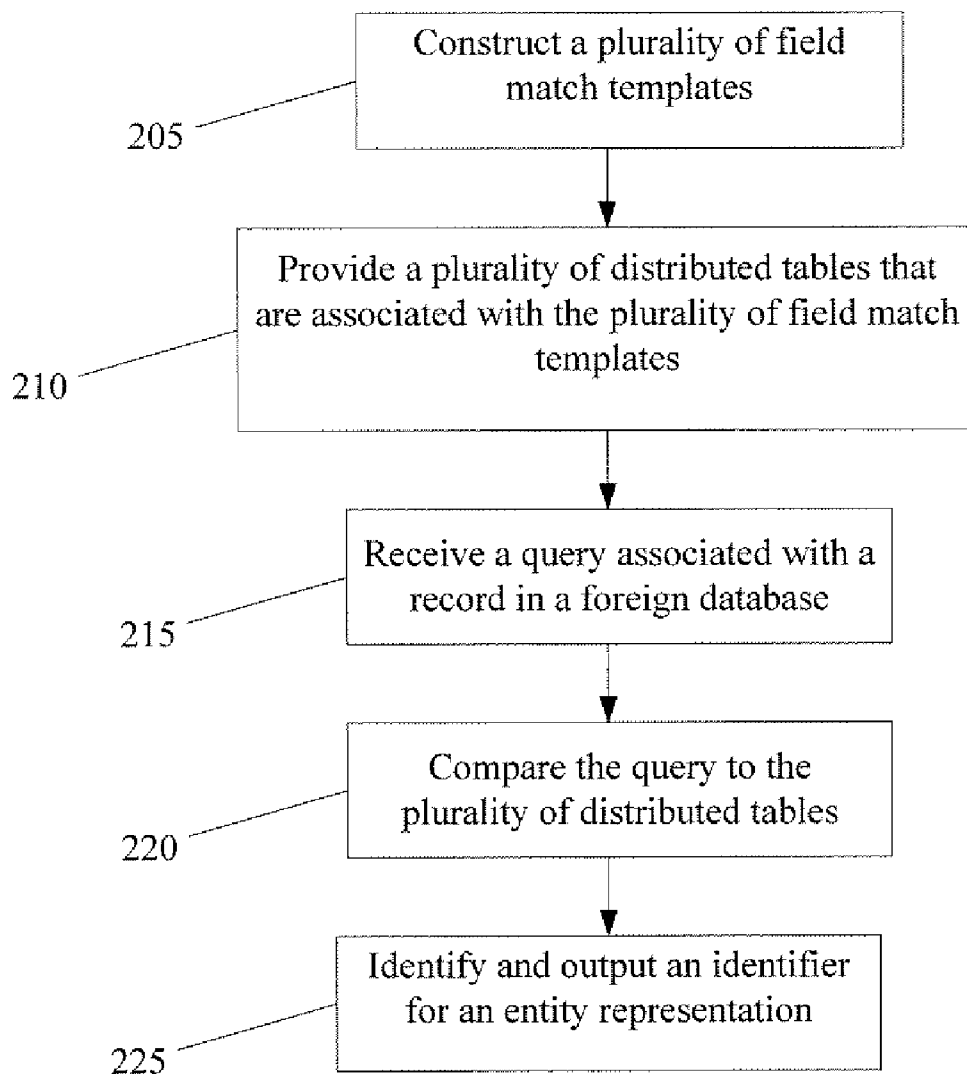 Construct a plurality of field
match templates
205
Provide a plurality of distributed tables that
are associated with the plurality of field match
templates
210
Receive a query associated with a
record in a foreign database
215
Compare the query to the
plurality of distributed tables
220
Identify and output an identifier
for an entity representation
225